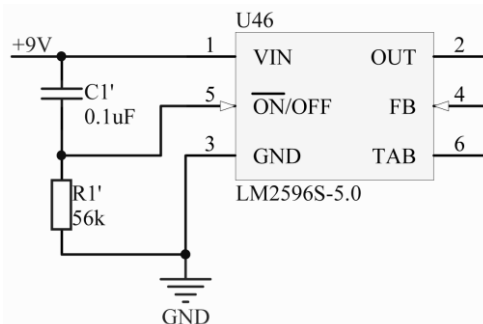 U46
+9V
1
VIN
OUT
2
C1'
0.1uF
5
ON/OFF
FB
4
3
GND
TAB
6
R1'
56k
LM2596S-5.0
GND